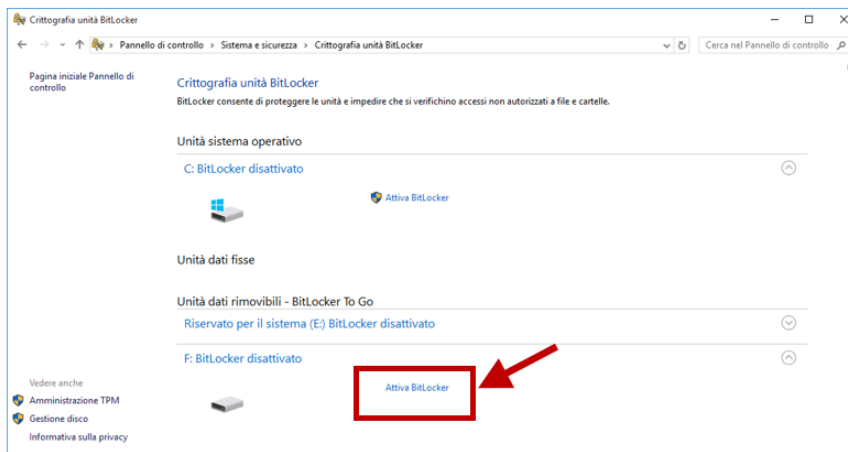 Crittografia unità BitLocker
Pannello di controllo > Sistema e sicurezza > Crittografia unità BitLocker
Cerca nel Pannello di controllo
Pagina iniziale Pannello di
controllo
Crittografia unità BitLocker
BitLocker consente di proteggere le unità e impedire che si verifichino accessi non autorizzati a file e cartelle.
Unità sistema operativo
C: BitLocker disattivato
Attiva BitLocker
Unità dati fisse
Unità dati rimovibili - BitLocker To Go
Riservato per il sistema (E:) BitLocker disattivato
F: BitLocker disattivato
Attiva BitLocker
Vedere anche
Amministrazione TPM
Gestione disco
Informativa sulla privacy